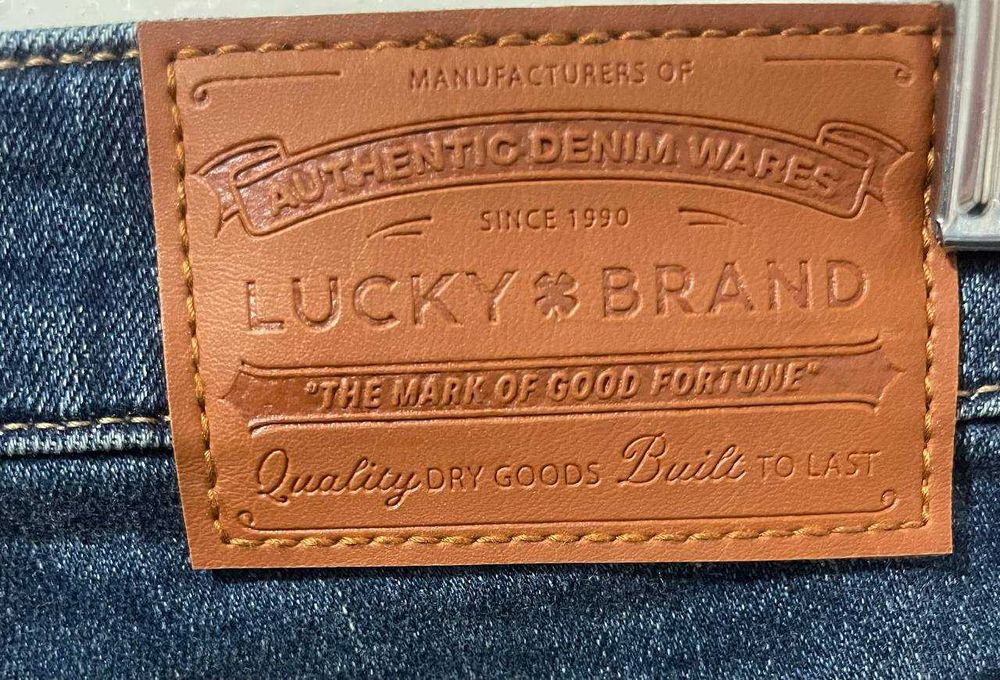 MANUFACTURERS OF
AUTHENTIC DENIM WARES
SINCE 1990
LUCKY BRAND
"THE MARK OF GOOD FORTUNE"
Quality DRY GOODS Built TO LAST